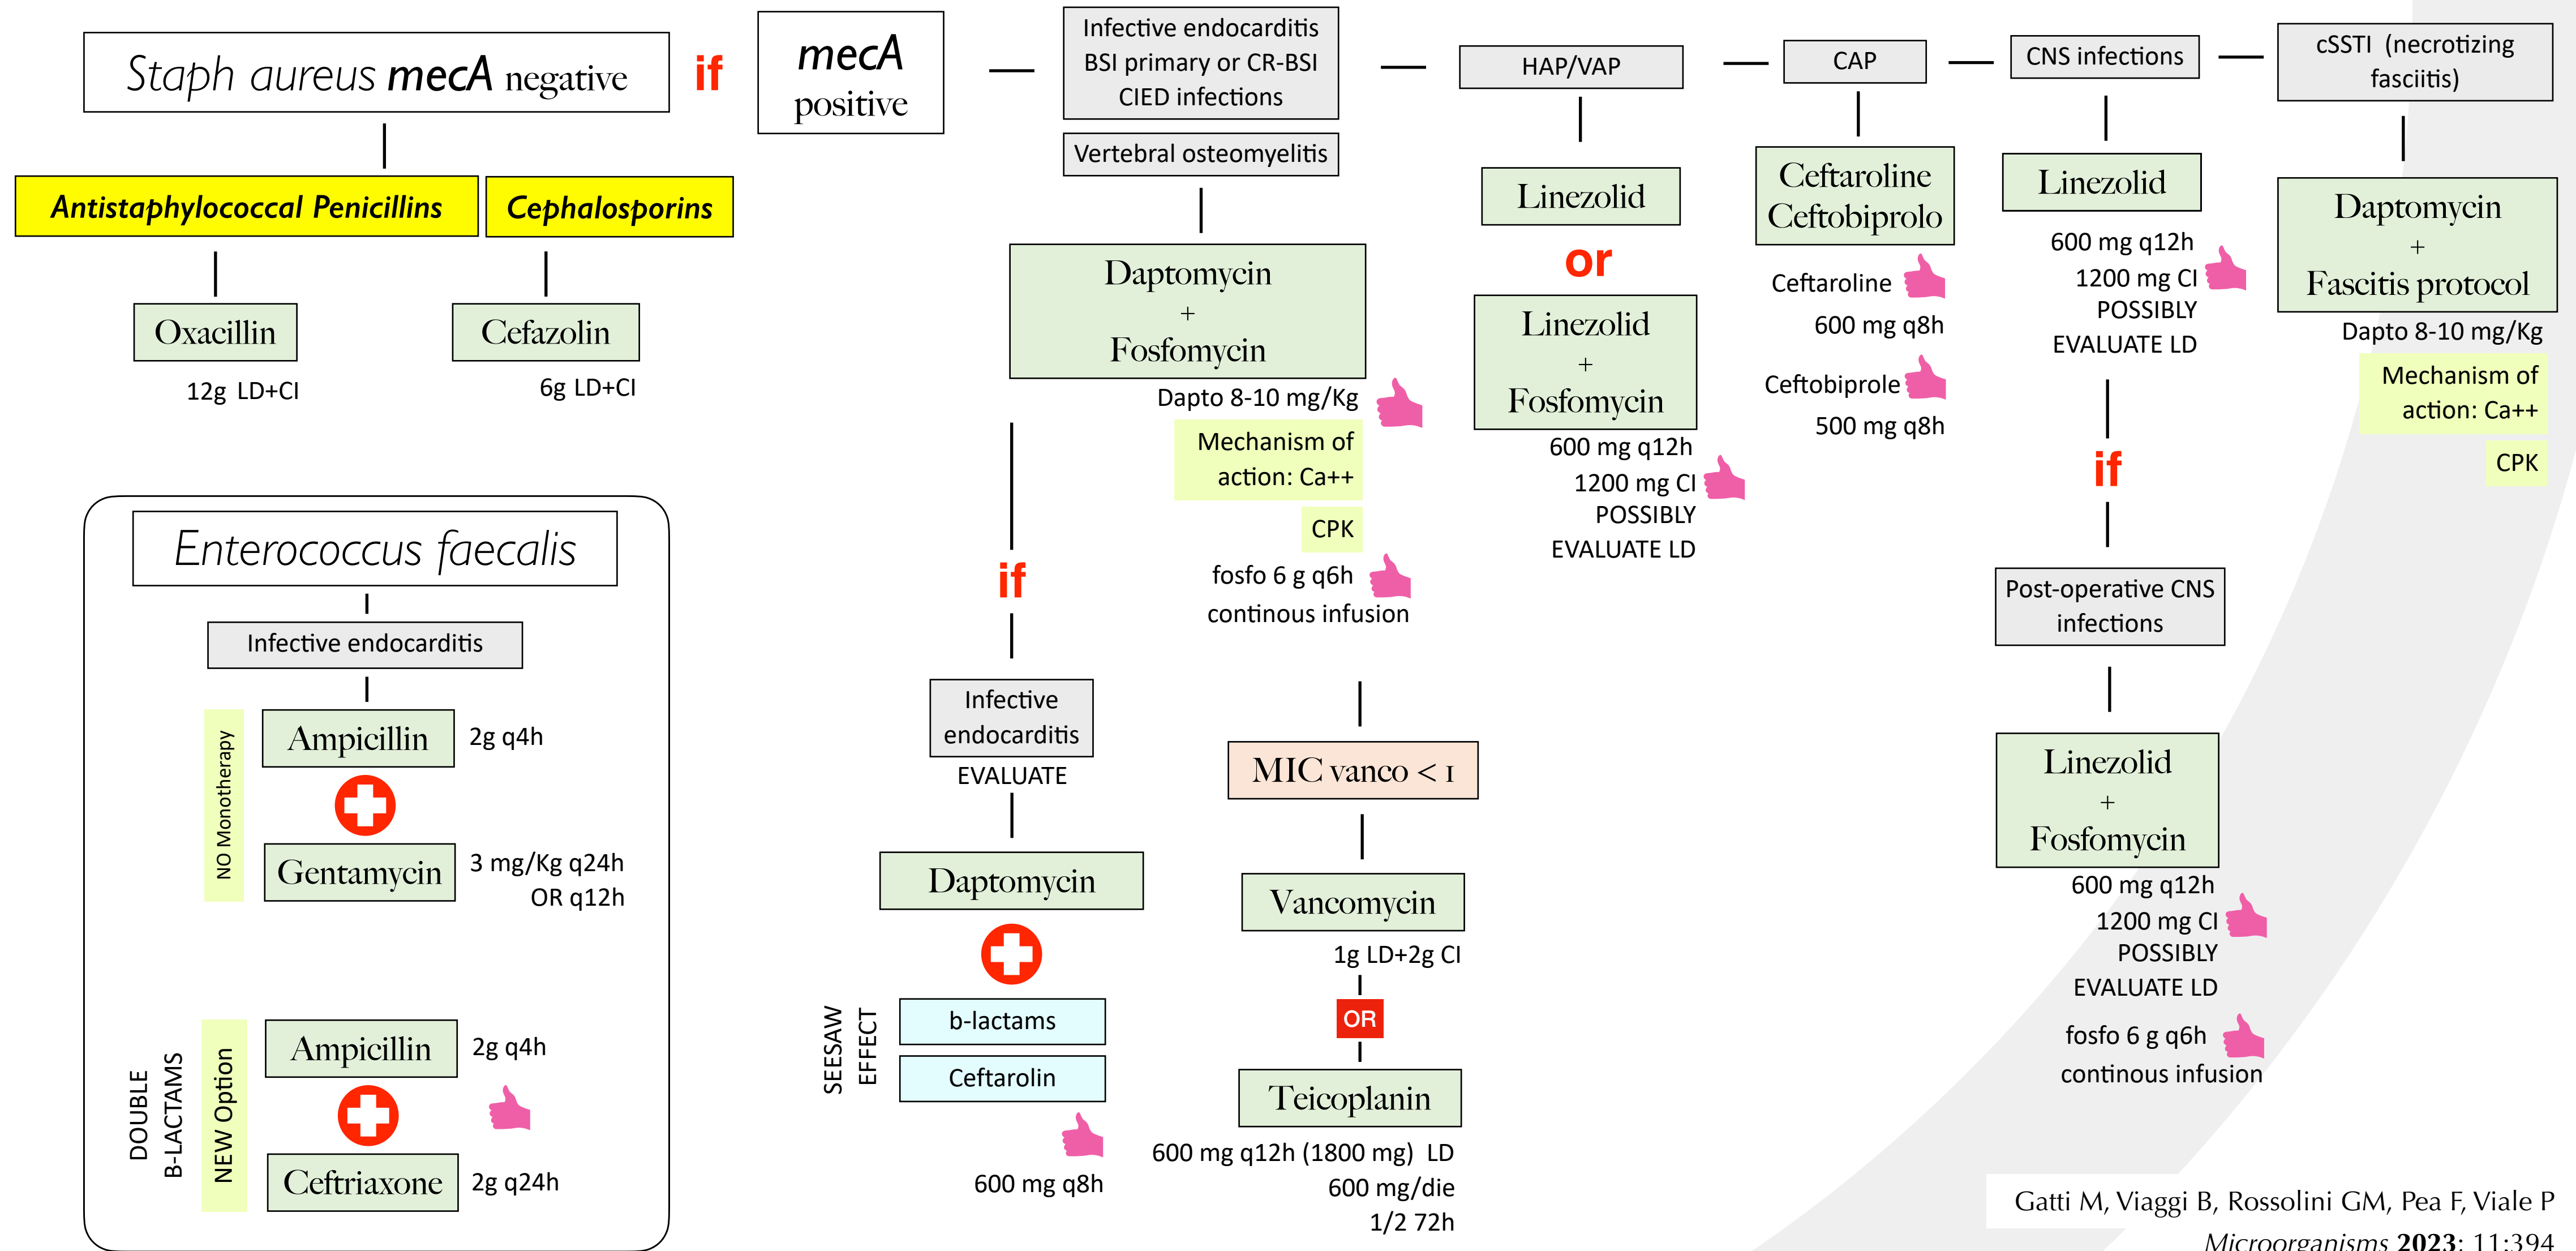 Staph aureus mecA negative
if
mecA
positive
Antistaphylococcal Penicillins
Cephalosporins
Oxacillin
12g LD+CI
Cefazolin
6g LD+CI
Enterococcus faecalis
Infective endocarditis
NO Monotherapy
Ampicillin
2g q4h
Gentamycin
3 mg/Kg q24h
OR q12h
DOUBLE
B-LACTAMS
NEW Option
Ampicillin
2g q4h
Ceftriaxone
2g q24h
Infective endocarditis
BSI primary or CR-BSI
CIED infections
Vertebral osteomyelitis
Daptomycin
+
Fosfomycin
Dapto 8-10 mg/Kg
Mechanism of
action: Ca++
CPK
fosfo 6 g q6h
continous infusion
if
Infective
endocarditis
EVALUATE
Daptomycin
SEESAW
EFFECT
b-lactams
Ceftarolin
600 mg q8h
MIC vanco < 1
Vancomycin
1g LD+2g CI
OR
Teicoplanin
600 mg q12h (1800 mg) LD
600 mg/die
1/2 72h
HAP/VAP
Linezolid
or
Linezolid
+
Fosfomycin
600 mg q12h
1200 mg CI
POSSIBLY
EVALUATE LD
CAP
Ceftaroline
Ceftobiprolo
Ceftaroline
600 mg q8h
Ceftobiprole
500 mg q8h
CNS infections
Linezolid
600 mg q12h
1200 mg CI
POSSIBLY
EVALUATE LD
if
Post-operative CNS
infections
Linezolid
+
Fosfomycin
600 mg q12h
1200 mg CI
POSSIBLY
EVALUATE LD
fosfo 6 g q6h
continous infusion
cSSTI (necrotizing
fasciitis)
Daptomycin
+
Fascitis protocol
Dapto 8-10 mg/Kg
Mechanism of
action: Ca++
CPK
Gatti M, Viaggi B, Rossolini GM, Pea F, Viale P
Microorganisms 2023; 11:394